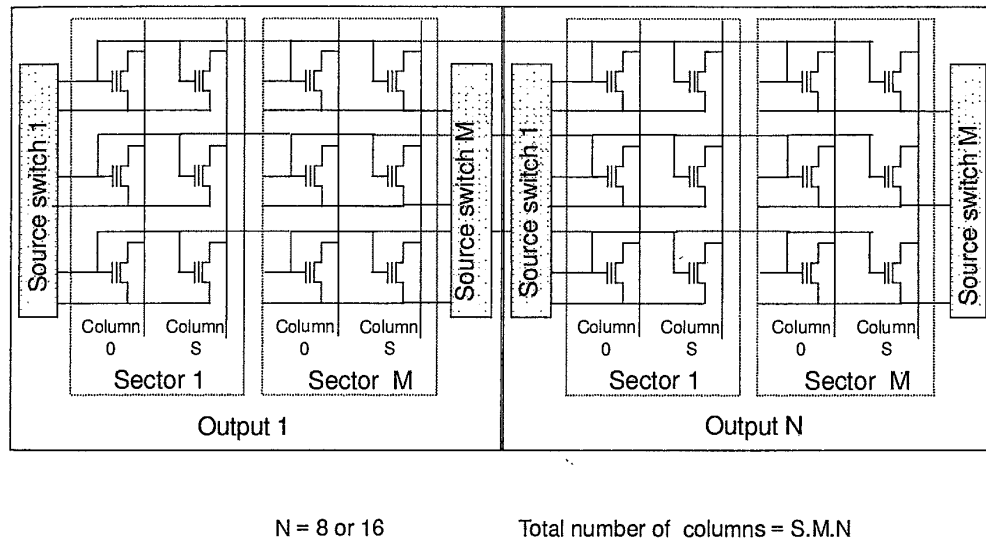 Source switch 1
Source switch M
Source switch 1
Source switch M
Column
0
Column
S
Column
0
Column
S
Column
0
Column
S
Column
0
Column
S
Sector 1
Sector M
Sector 1
Sector M
Output 1
Output N
N = 8 or 16
Total number of columns = S.M.N